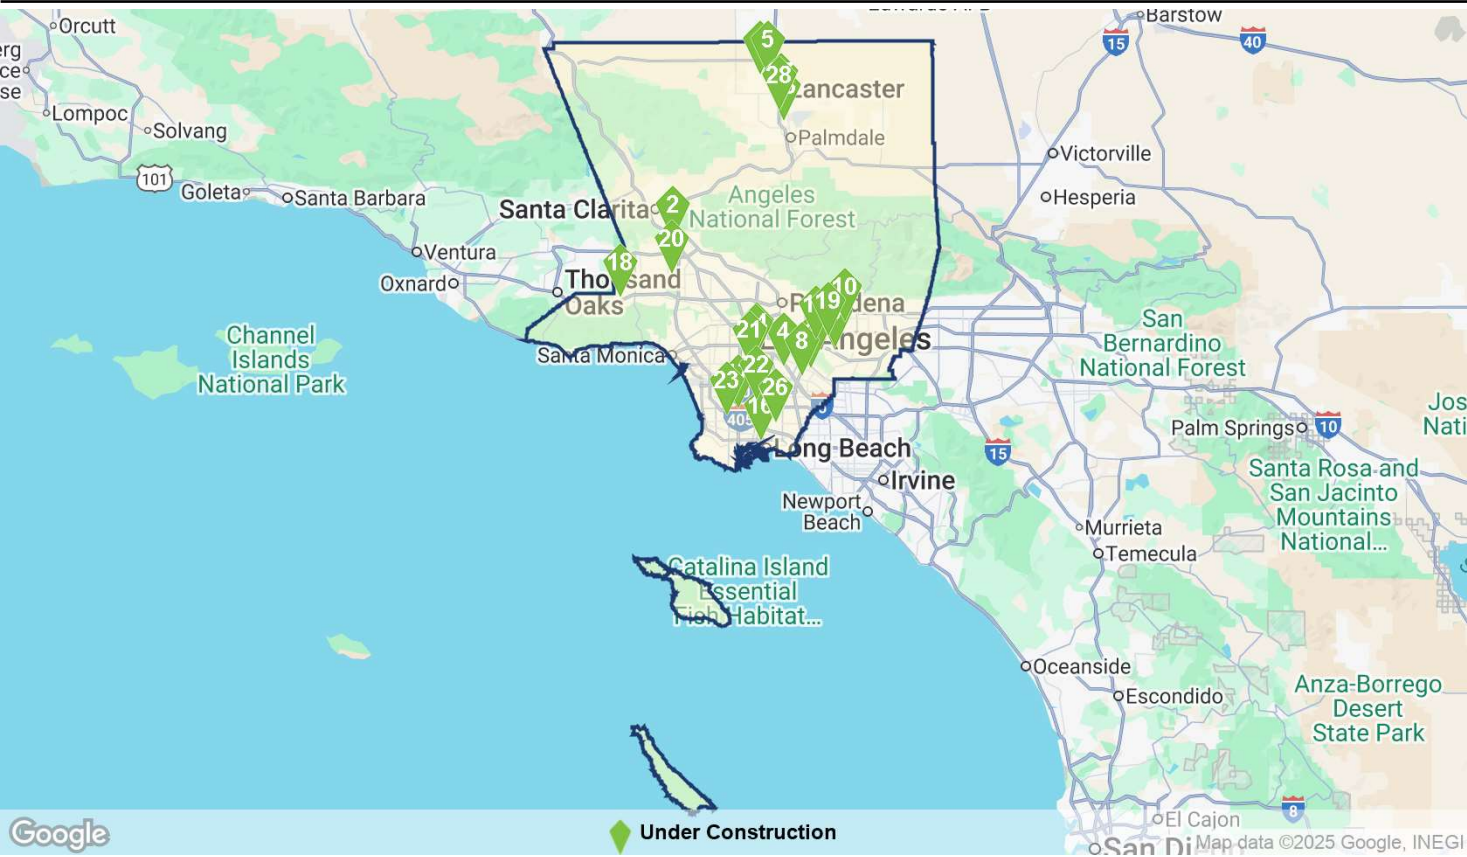 Orcutt
Barstow
15
40
5
28
Lancaster
Lompoc
Solvang
Palmdale
Victorville
101
Goleta
Santa Barbara
Angeles
National Forest
Hesperia
Santa Clarita
2
20
Ventura
18
Oxnard
Thousand
Oaks
10
19
Pasadena
Channel
Islands
National Park
21
4
8
Angeles
San
Bernardino
National Forest
Santa Monica
22
23
26
16
405
Palm Springs
10
15
Long Beach
Irvine
Santa Rosa and
San Jacinto
Mountains
National...
Newport
Beach
Murrieta
Temecula
Catalina Island
Essential
Fish Habitat...
Oceanside
Escondido
Anza-Borrego
Desert
State Park
8
El Cajon
Google
Under Construction
Map data ©2025 Google, INEGI